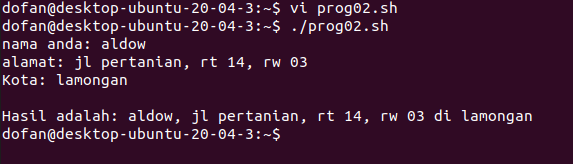 dofan@desktop-ubuntu-20-04-3:~$ vi prog02.sh
dofan@desktop-ubuntu-20-04-3:~$ ./prog02.sh
nama anda: aldow
alamat: jl pertanian, rt 14, rw 03
Kota: lamongan
Hasil adalah: aldow, jl pertanian, rt 14, rw 03 di lamongan
dofan@desktop-ubuntu-20-04-3:~$